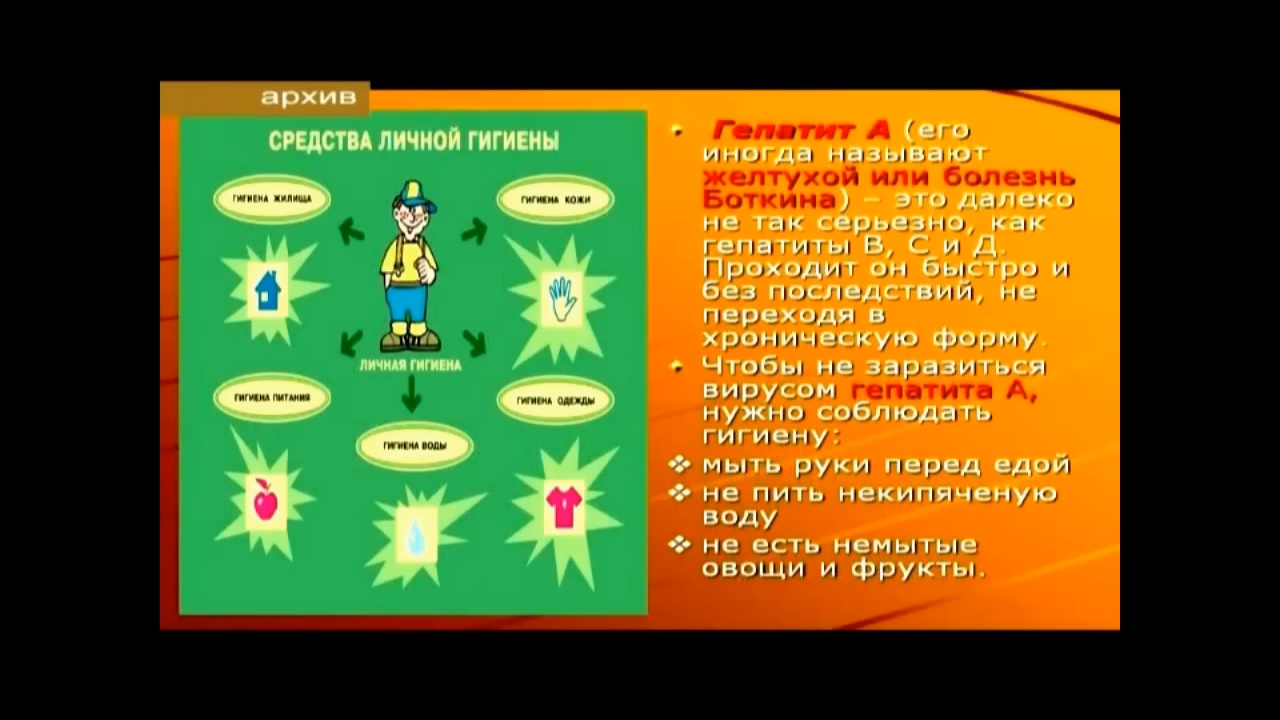 архив
СРЕДСТВА ЛИЧНОЙ ГИГИЕНЫ
ГИГИЕНА ЖИЛИЩА
ГИГИЕНА КОЖИ
ЛИЧНАЯ ГИГИЕНА
ГИГИЕНА ПИТАНИЯ
ГИГИЕНА ОДЕЖДЫ
ГИГИЕНА ВОДЫ
Гепатит А (его
иногда называют
желтухой или болезнь
Боткина) – это далеко
не так серьезно, как
гепатиты В, С и Д.
Проходит он быстро и
без последствий, не
переходя в
хроническую форму.
Чтобы не заразиться
вирусом гепатита А,
нужно соблюдать
гигиену:
мыть руки перед едой
не пить некипяченую
воду
не есть немытые
овощи и фрукты.